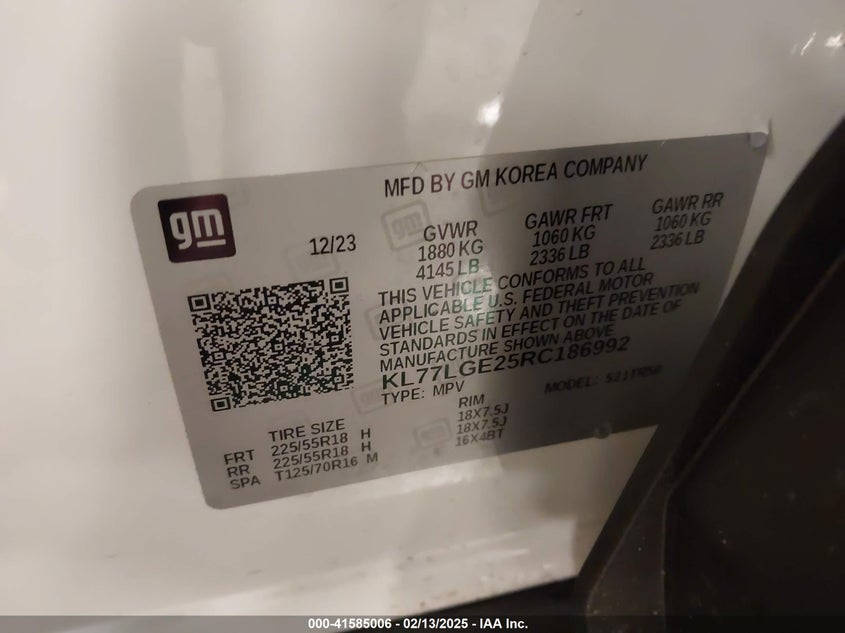 MFD BY GM KOREA COMPANY
gm
12/23
GVWR
1880 KG
4145 LB
GAWR FRT
1060 KG
2336 LB
GAWR RR
1060 KG
2336 LB
THIS VEHICLE CONFORMS TO ALL
APPLICABLE U.S. FEDERAL MOTOR
VEHICLE SAFETY AND THEFT PREVENTION
STANDARDS IN EFFECT ON THE DATE OF
MANUFACTURE SHOWN ABOVE
KL77LGE25RC186992
TYPE: MPV
MODEL:
TIRE SIZE
RIM
FRT 225/55R18 H 18X7.5J
RR 225/55R18 H 18X7.5J
SPA T125/70R16 M 16X4BT
000-41585006 - 02/13/2025 - IAA Inc.